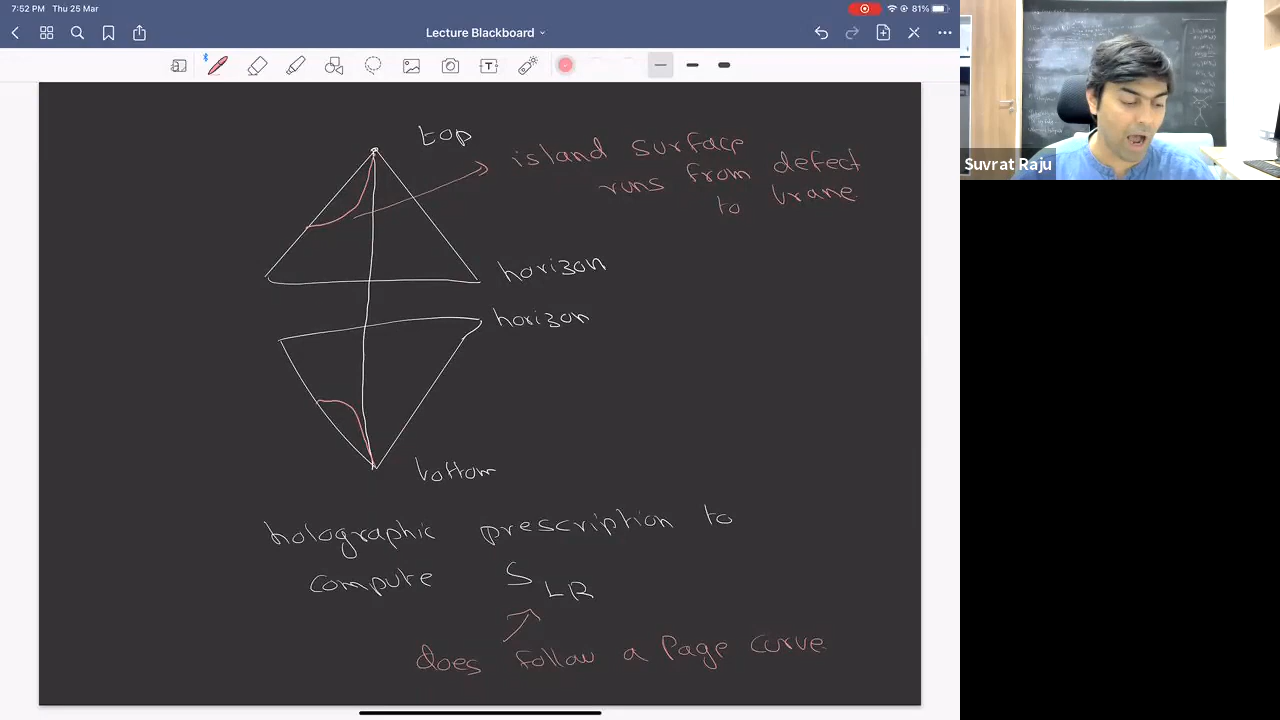 7:52 PM Thu 25 Mar
81%
Lecture Blackboard
top
island surface
runs from defect
to brane.
horizon
horizon
bottom
holographic prescription to
compute S LR
does follow a Page curve.
Suvrat Raju